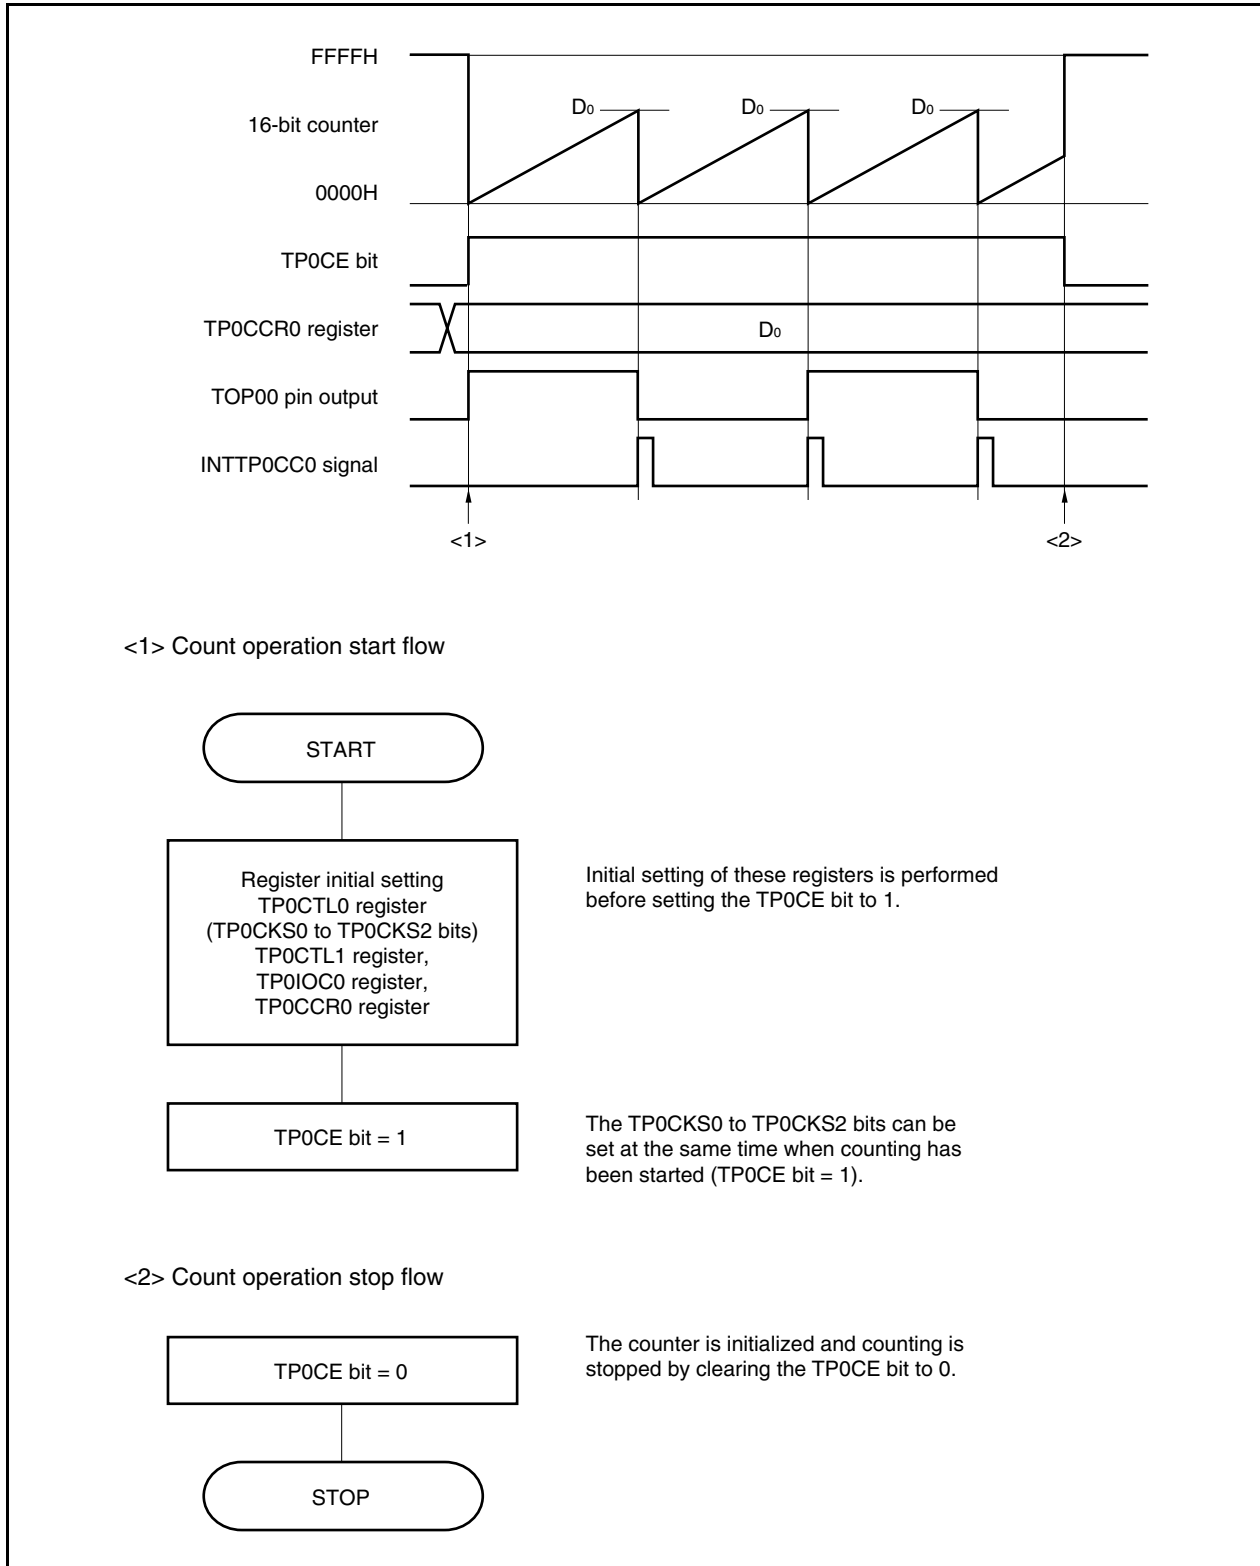 FFFFH
D0 D0 D0
16-bit counter
0000H
TP0CE bit
TP0CCR0 register
D0
TOP00 pin output
INTTP0CC0 signal
<1> <2>
<1> Count operation start flow
START
Register initial setting
TP0CTL0 register
(TP0CKS0 to TP0CKS2 bits)
TP0CTL1 register,
TP0IOC0 register,
TP0CCR0 register
Initial setting of these registers is performed
before setting the TP0CE bit to 1.
TP0CE bit = 1
The TP0CKS0 to TP0CKS2 bits can be
set at the same time when counting has
been started (TP0CE bit = 1).
<2> Count operation stop flow
TP0CE bit = 0
The counter is initialized and counting is
stopped by clearing the TP0CE bit to 0.
STOP